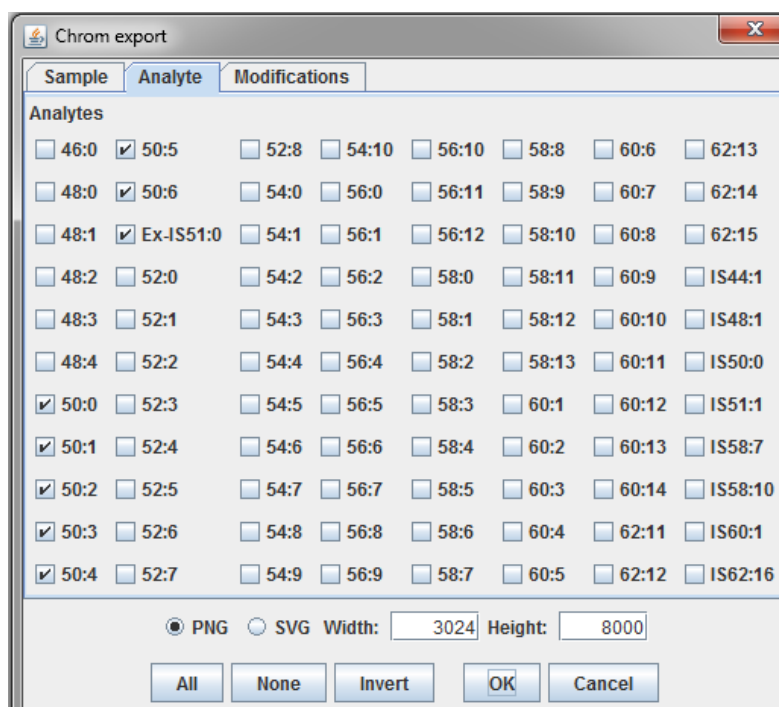 Chrom export
Sample Analyte Modifications
Analytes
46:0 50:5 52:8 54:10 56:10 58:8 60:6 62:13
48:0 50:6 54:0 56:0 56:11 58:9 60:7 62:14
48:1 Ex-IS51:0 54:1 56:1 56:12 58:10 60:8 62:15
48:2 52:0 54:2 56:2 58:0 58:11 60:9 IS44:1
48:3 52:1 54:3 56:3 58:1 58:12 60:10 IS48:1
48:4 52:2 54:4 56:4 58:2 58:13 60:11 IS50:0
50:0 52:3 54:5 56:5 58:3 60:1 60:12 IS51:1
50:1 52:4 54:6 56:6 58:4 60:2 60:13 IS58:7
50:2 52:5 54:7 56:7 58:5 60:3 60:14 IS58:10
50:3 52:6 54:8 56:8 58:6 60:4 62:11 IS60:1
50:4 52:7 54:9 56:9 58:7 60:5 62:12 IS62:16
PNG SVG Width: 3024 Height: 8000
All None Invert OK Cancel